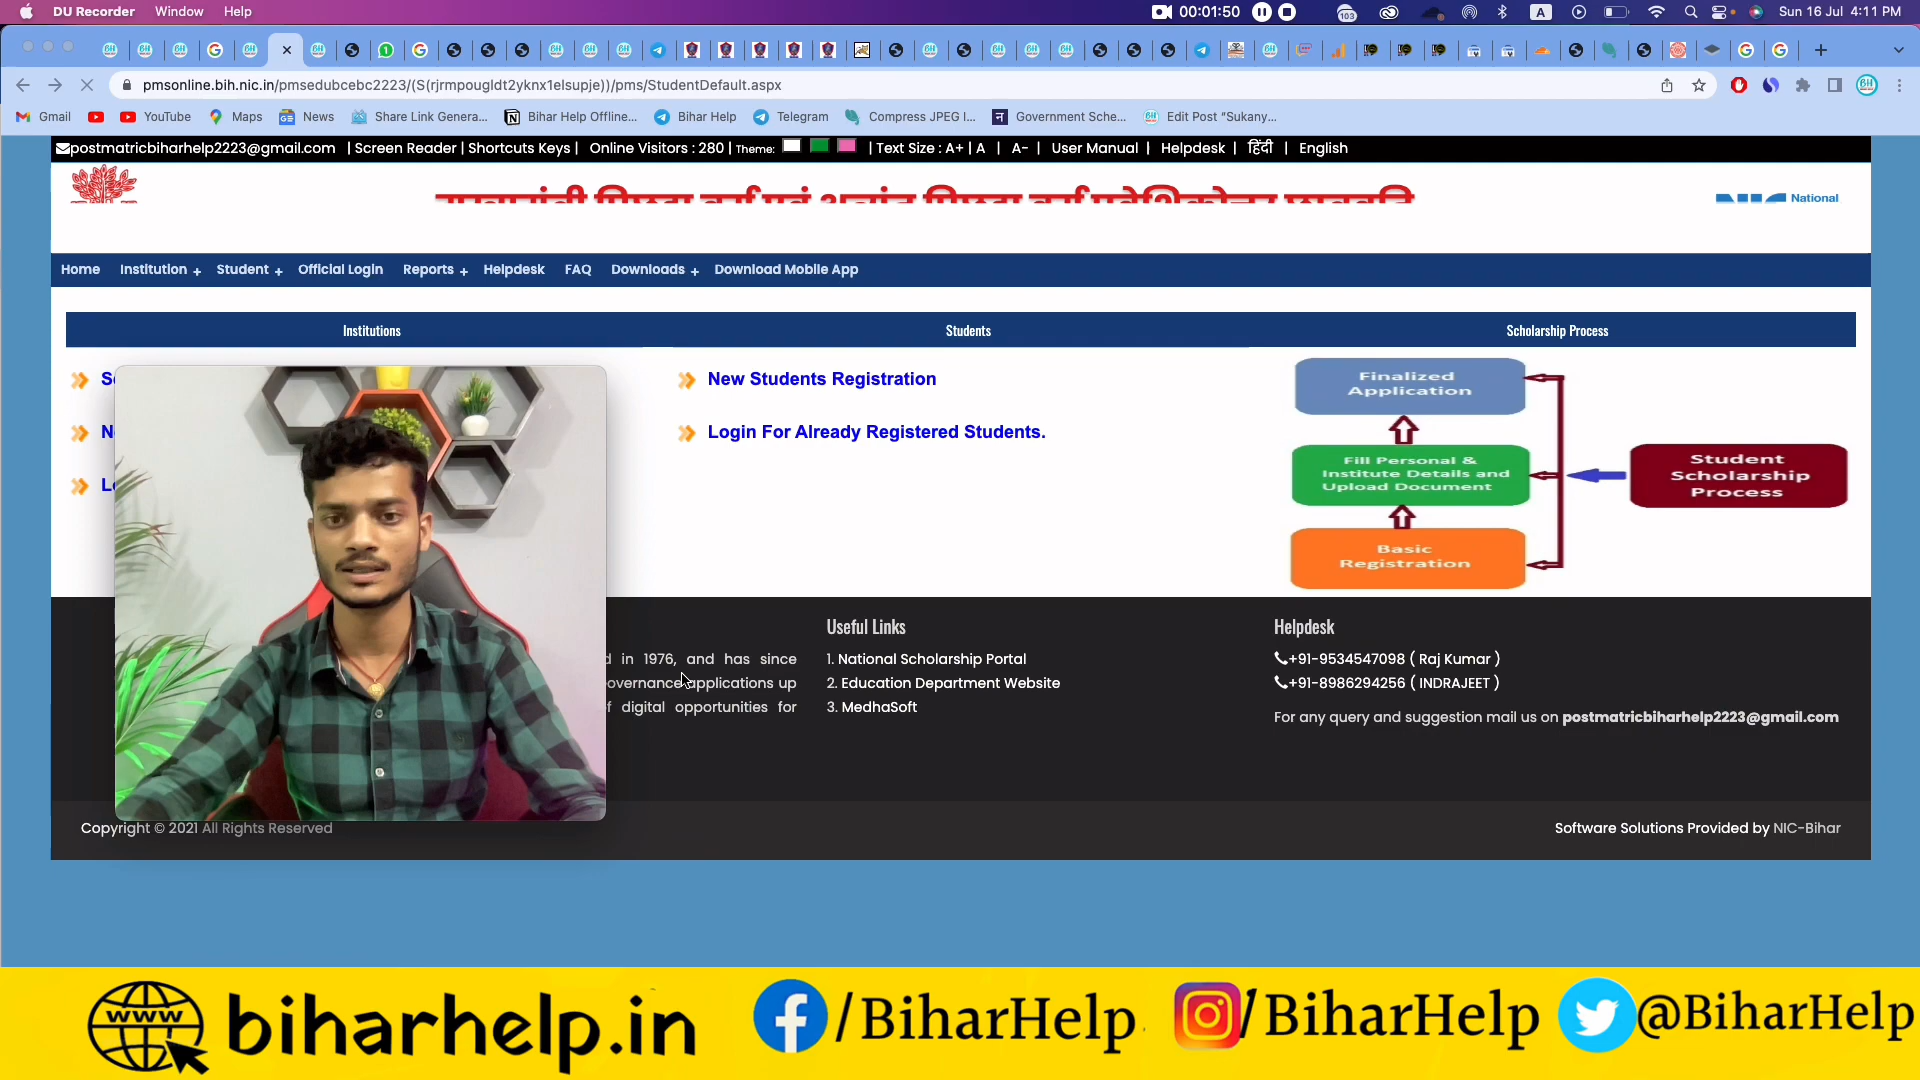 DU Recorder Window Help 00:01:50 103 A Sun 16 Jul 4:11 PM
pmsonline.bih.nic.in/pmsedubcebc2223/(S(rjrmpougldt2yknx1elsupje))/pms/StudentDefault.aspx
Gmail YouTube Maps News Share Link Genera... Bihar Help Offline... Bihar Help Telegram Compress JPEG I... Government Sche... Edit Post "Sukany...
postmatricbiharhelp2223@gmail.com | Screen Reader | Shortcuts Keys | Online Visitors : 280 | Theme: | Text Size : A+ | A | A- | User Manual | Helpdesk | हिंदी | English
National
Home Institution + Student + Official Login Reports + Helpdesk FAQ Downloads + Download Mobile App
Institutions Students Scholarship Process
New Students Registration
Login For Already Registered Students.
Finalized
Application
Fill Personal &
Institute Details and
Upload Document
Basic
Registration
Student
Scholarship
Process
in 1976, and has since
applications up
digital opportunities for
Useful Links
1. National Scholarship Portal
2. Education Department Website
3. MedhaSoft
Helpdesk
+91-9534547098 ( Raj Kumar )
+91-8986294256 ( INDRAJEET )
For any query and suggestion mail us on postmatricbiharhelp2223@gmail.com
Copyright © 2021 All Rights Reserved
Software Solutions Provided by NIC-Bihar
www biharhelp.in /BiharHelp /BiharHelp @BiharHelp